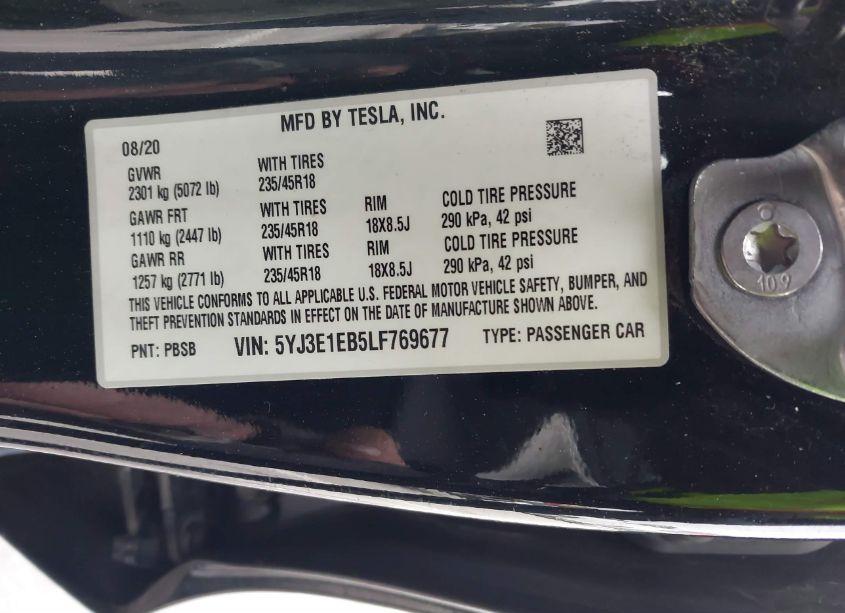 MFD BY TESLA, INC.
08/20
GVWR WITH TIRES
2301 kg (5072 lb) 235/45R18
GAWR FRT WITH TIRES RIM COLD TIRE PRESSURE
1110 kg (2447 lb) 235/45R18 18X8.5J 290 kPa, 42 psi
GAWR RR WITH TIRES RIM COLD TIRE PRESSURE
1257 kg (2771 lb) 235/45R18 18X8.5J 290 kPa, 42 psi
THIS VEHICLE CONFORMS TO ALL APPLICABLE U.S. FEDERAL MOTOR VEHICLE SAFETY, BUMPER, AND
THEFT PREVENTION STANDARDS IN EFFECT ON THE DATE OF MANUFACTURE SHOWN ABOVE.
PNT: PBSB VIN: 5YJ3E1EB5LF769677 TYPE: PASSENGER CAR
10.9